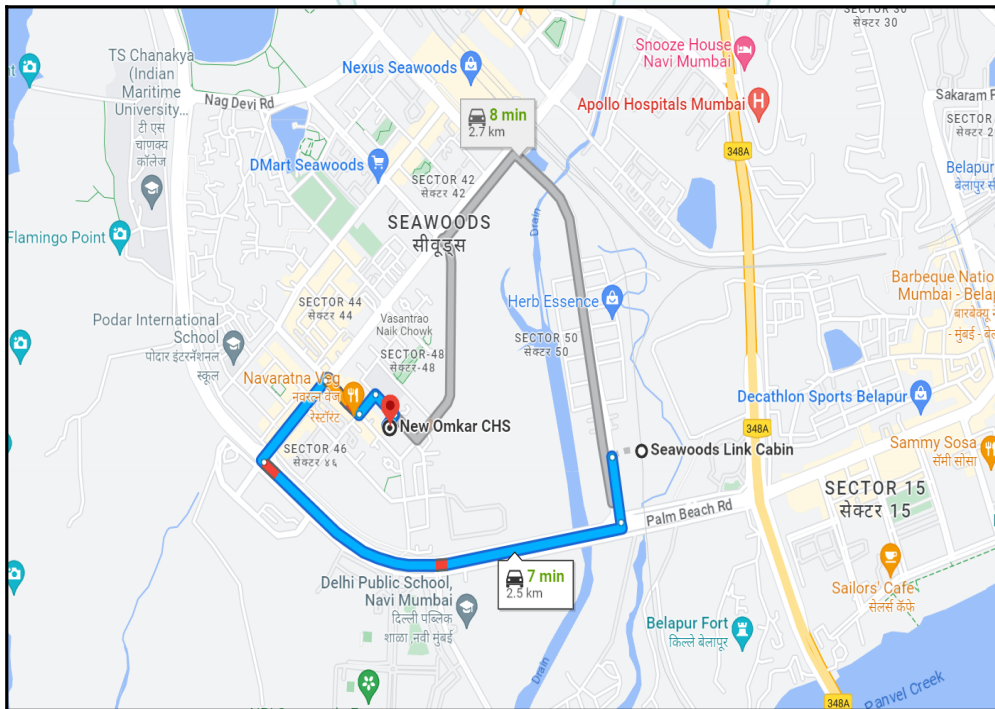 SECTOR 30
सेक्टर 30
TS Chanakya
(Indian
Maritime
University...
टी एस
चाणक्य
कॉलेज
Nag Devi Rd
Nexus Seawoods
Snooze House
Navi Mumbai
Apollo Hospitals Mumbai
Sakaram
8 min
2.7 km
348A
DMart Seawoods
SECTOR 42
सेक्टर 42
SEAWOODS
सीवूड्स
Drain
Belapur
Flamingo Point
Herb Essence
Barbeque Natio
Mumbai - Belap
बारबेक्यू
- मुंबई - बेल
SECTOR 44
सेक्टर 44
Vasantrao
Naik Chowk
Podar International
School
पोदार इंटरनॅशनल
स्कूल
SECTOR-48
सेक्टर-48
SECTOR 50
सेक्टर 50
Navaratna Veg
नवरत्न वेज
रेस्टॉरंट
Decathlon Sports Belapur
New Omkar CHS
348A
SECTOR 46
सेक्टर ४६
Seawoods Link Cabin
Sammy Sosa
सॅमी सोसा
SECTOR 15
सेक्टर 15
Palm Beach Rd
7 min
2.5 km
Delhi Public School,
Navi Mumbai
दिल्ली पब्लिक
शाळा ,नवी मुंबई
Sailors' Cafe
सेलर्स कॅफे
Belapur Fort
किल्ले बेलापूर
Drain
Panvel Creek
348A